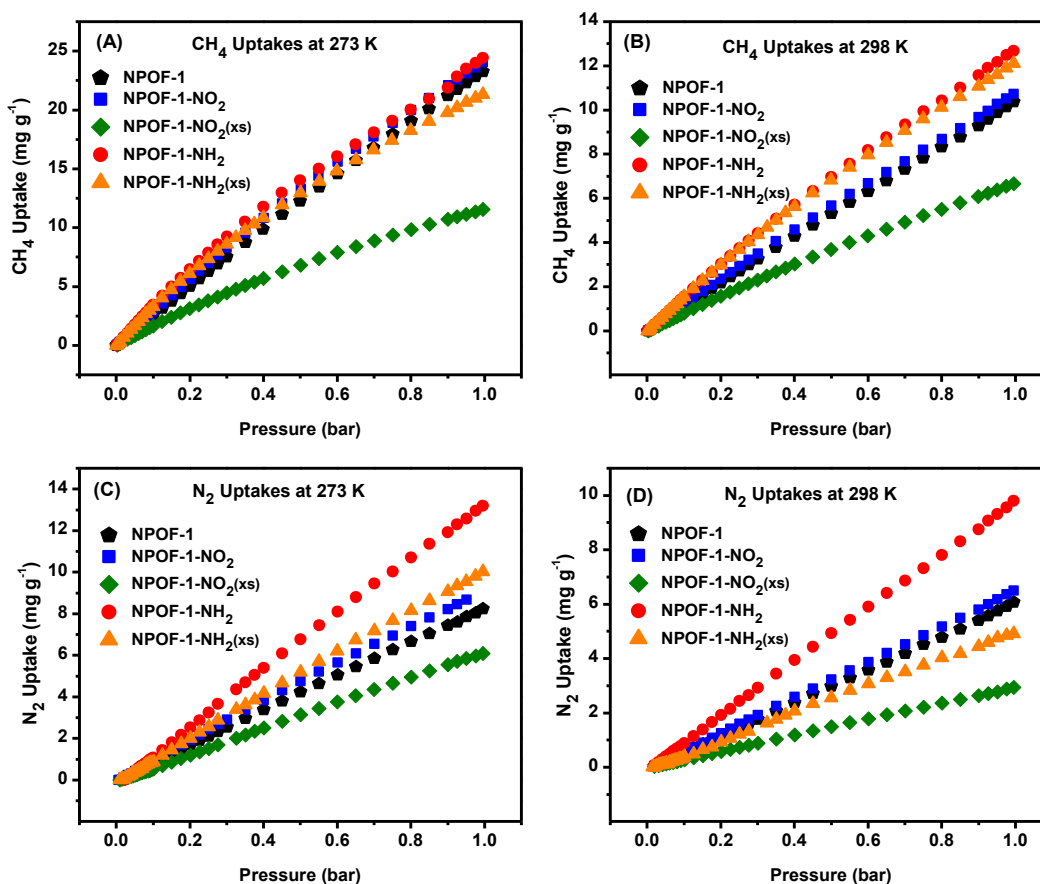 (A)
CH4 Uptakes at 273 K
NPOF-1
NPOF-1-NO2
NPOF-1-NO2(xs)
NPOF-1-NH2
NPOF-1-NH2(xs)
CH4 Uptake (mg g-1)
25
20
15
10
5
0
0.0 0.2 0.4 0.6 0.8 1.0
Pressure (bar)
(B)
CH4 Uptakes at 298 K
NPOF-1
NPOF-1-NO2
NPOF-1-NO2(xs)
NPOF-1-NH2
NPOF-1-NH2(xs)
CH4 Uptake (mg g-1)
14
12
10
8
6
4
2
0
0.0 0.2 0.4 0.6 0.8 1.0
Pressure (bar)
(C)
N2 Uptakes at 273 K
NPOF-1
NPOF-1-NO2
NPOF-1-NO2(xs)
NPOF-1-NH2
NPOF-1-NH2(xs)
N2 Uptake (mg g-1)
14
12
10
8
6
4
2
0
0.0 0.2 0.4 0.6 0.8 1.0
Pressure (bar)
(D)
N2 Uptakes at 298 K
NPOF-1
NPOF-1-NO2
NPOF-1-NO2(xs)
NPOF-1-NH2
NPOF-1-NH2(xs)
N2 Uptake (mg g-1)
10
8
6
4
2
0
0.0 0.2 0.4 0.6 0.8 1.0
Pressure (bar)